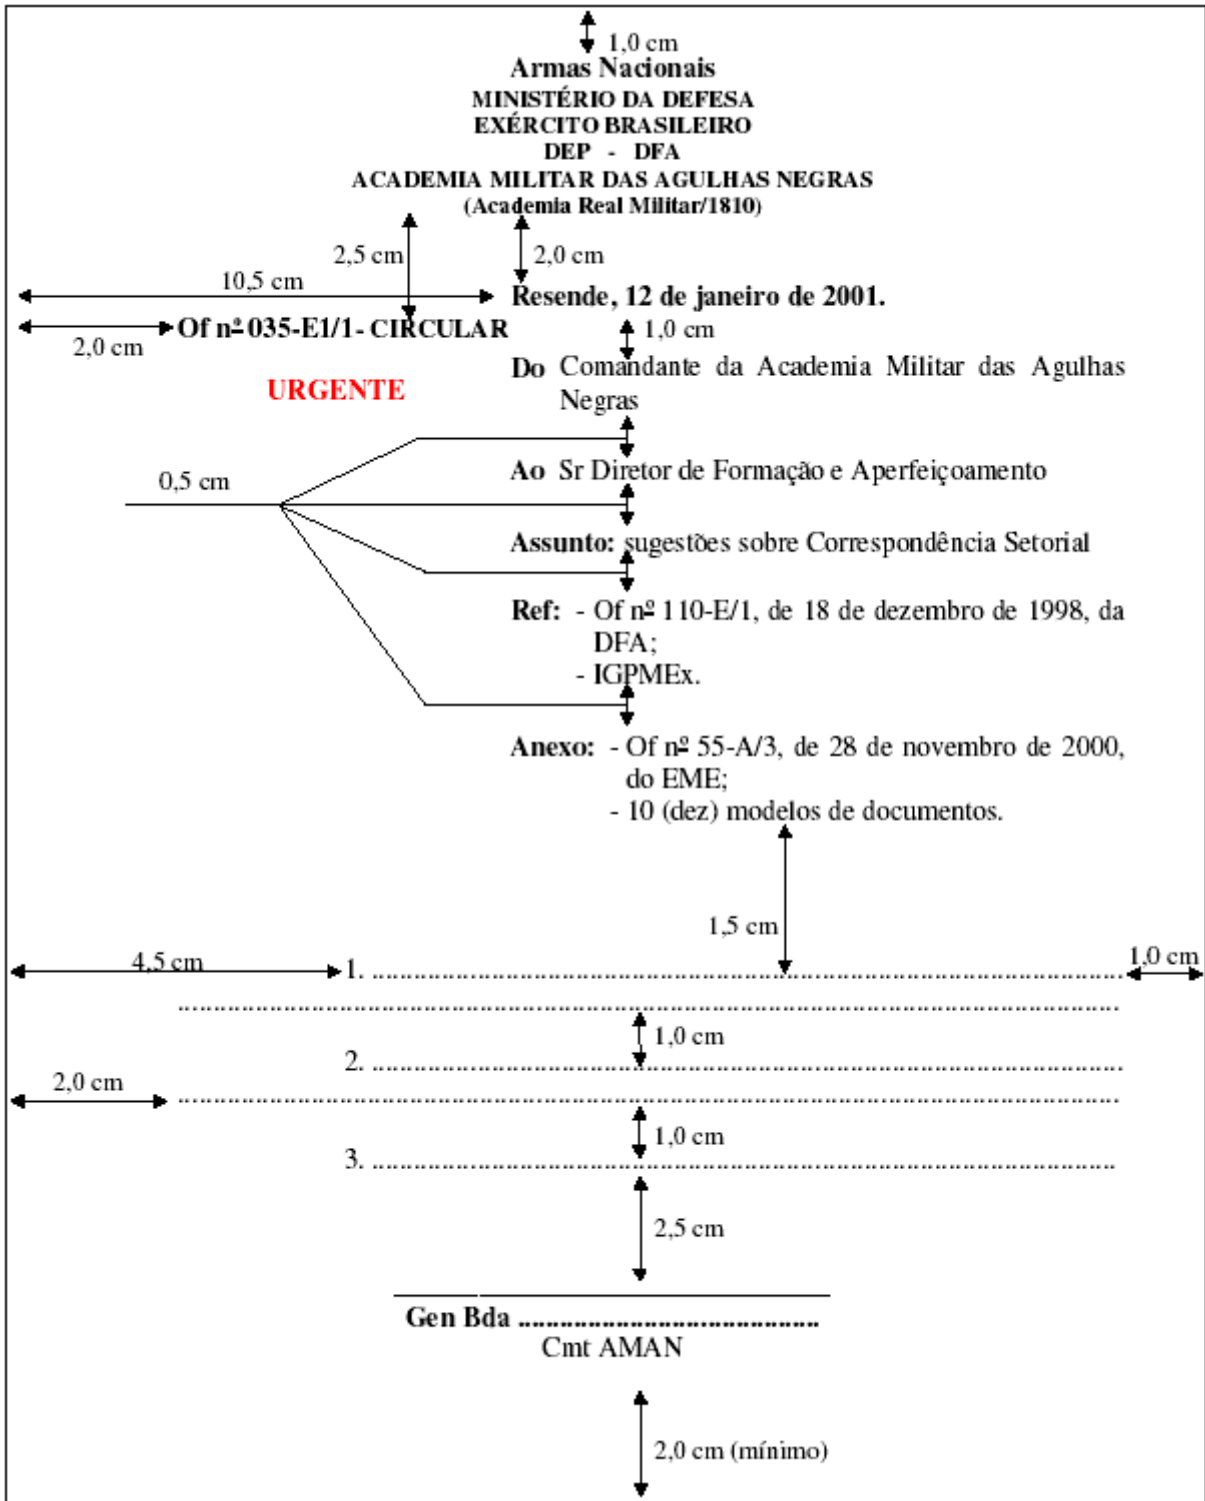 1,0 cm
Armas Nacionais
MINISTÉRIO DA DEFESA
EXÉRCITO BRASILEIRO
DEP - DFA
ACADEMIA MILITAR DAS AGULHAS NEGRAS
(Academia Real Militar/1810)
2,5 cm
2,0 cm
10,5 cm
Resende, 12 de janeiro de 2001.
Of nº 035-E1/1- CIRCULAR
1,0 cm
2,0 cm
Do Comandante da Academia Militar das Agulhas
Negras
URGENTE
Ao Sr Diretor de Formação e Aperfeiçoamento
0,5 cm
Assunto: sugestões sobre Correspondência Setorial
Ref: - Of nº 110-E/1, de 18 de dezembro de 1998, da
DFA;
- IGPMEx.
Anexo: - Of nº 55-A/3, de 28 de novembro de 2000,
do EME;
- 10 (dez) modelos de documentos.
1,5 cm
4,5 cm
1. ........................................................................
1,0 cm
........................................................................
1,0 cm
2. ........................................................................
2,0 cm
........................................................................
1,0 cm
3. ........................................................................
2,5 cm
Gen Bda ...........................................
Cmt AMAN
2,0 cm (mínimo)